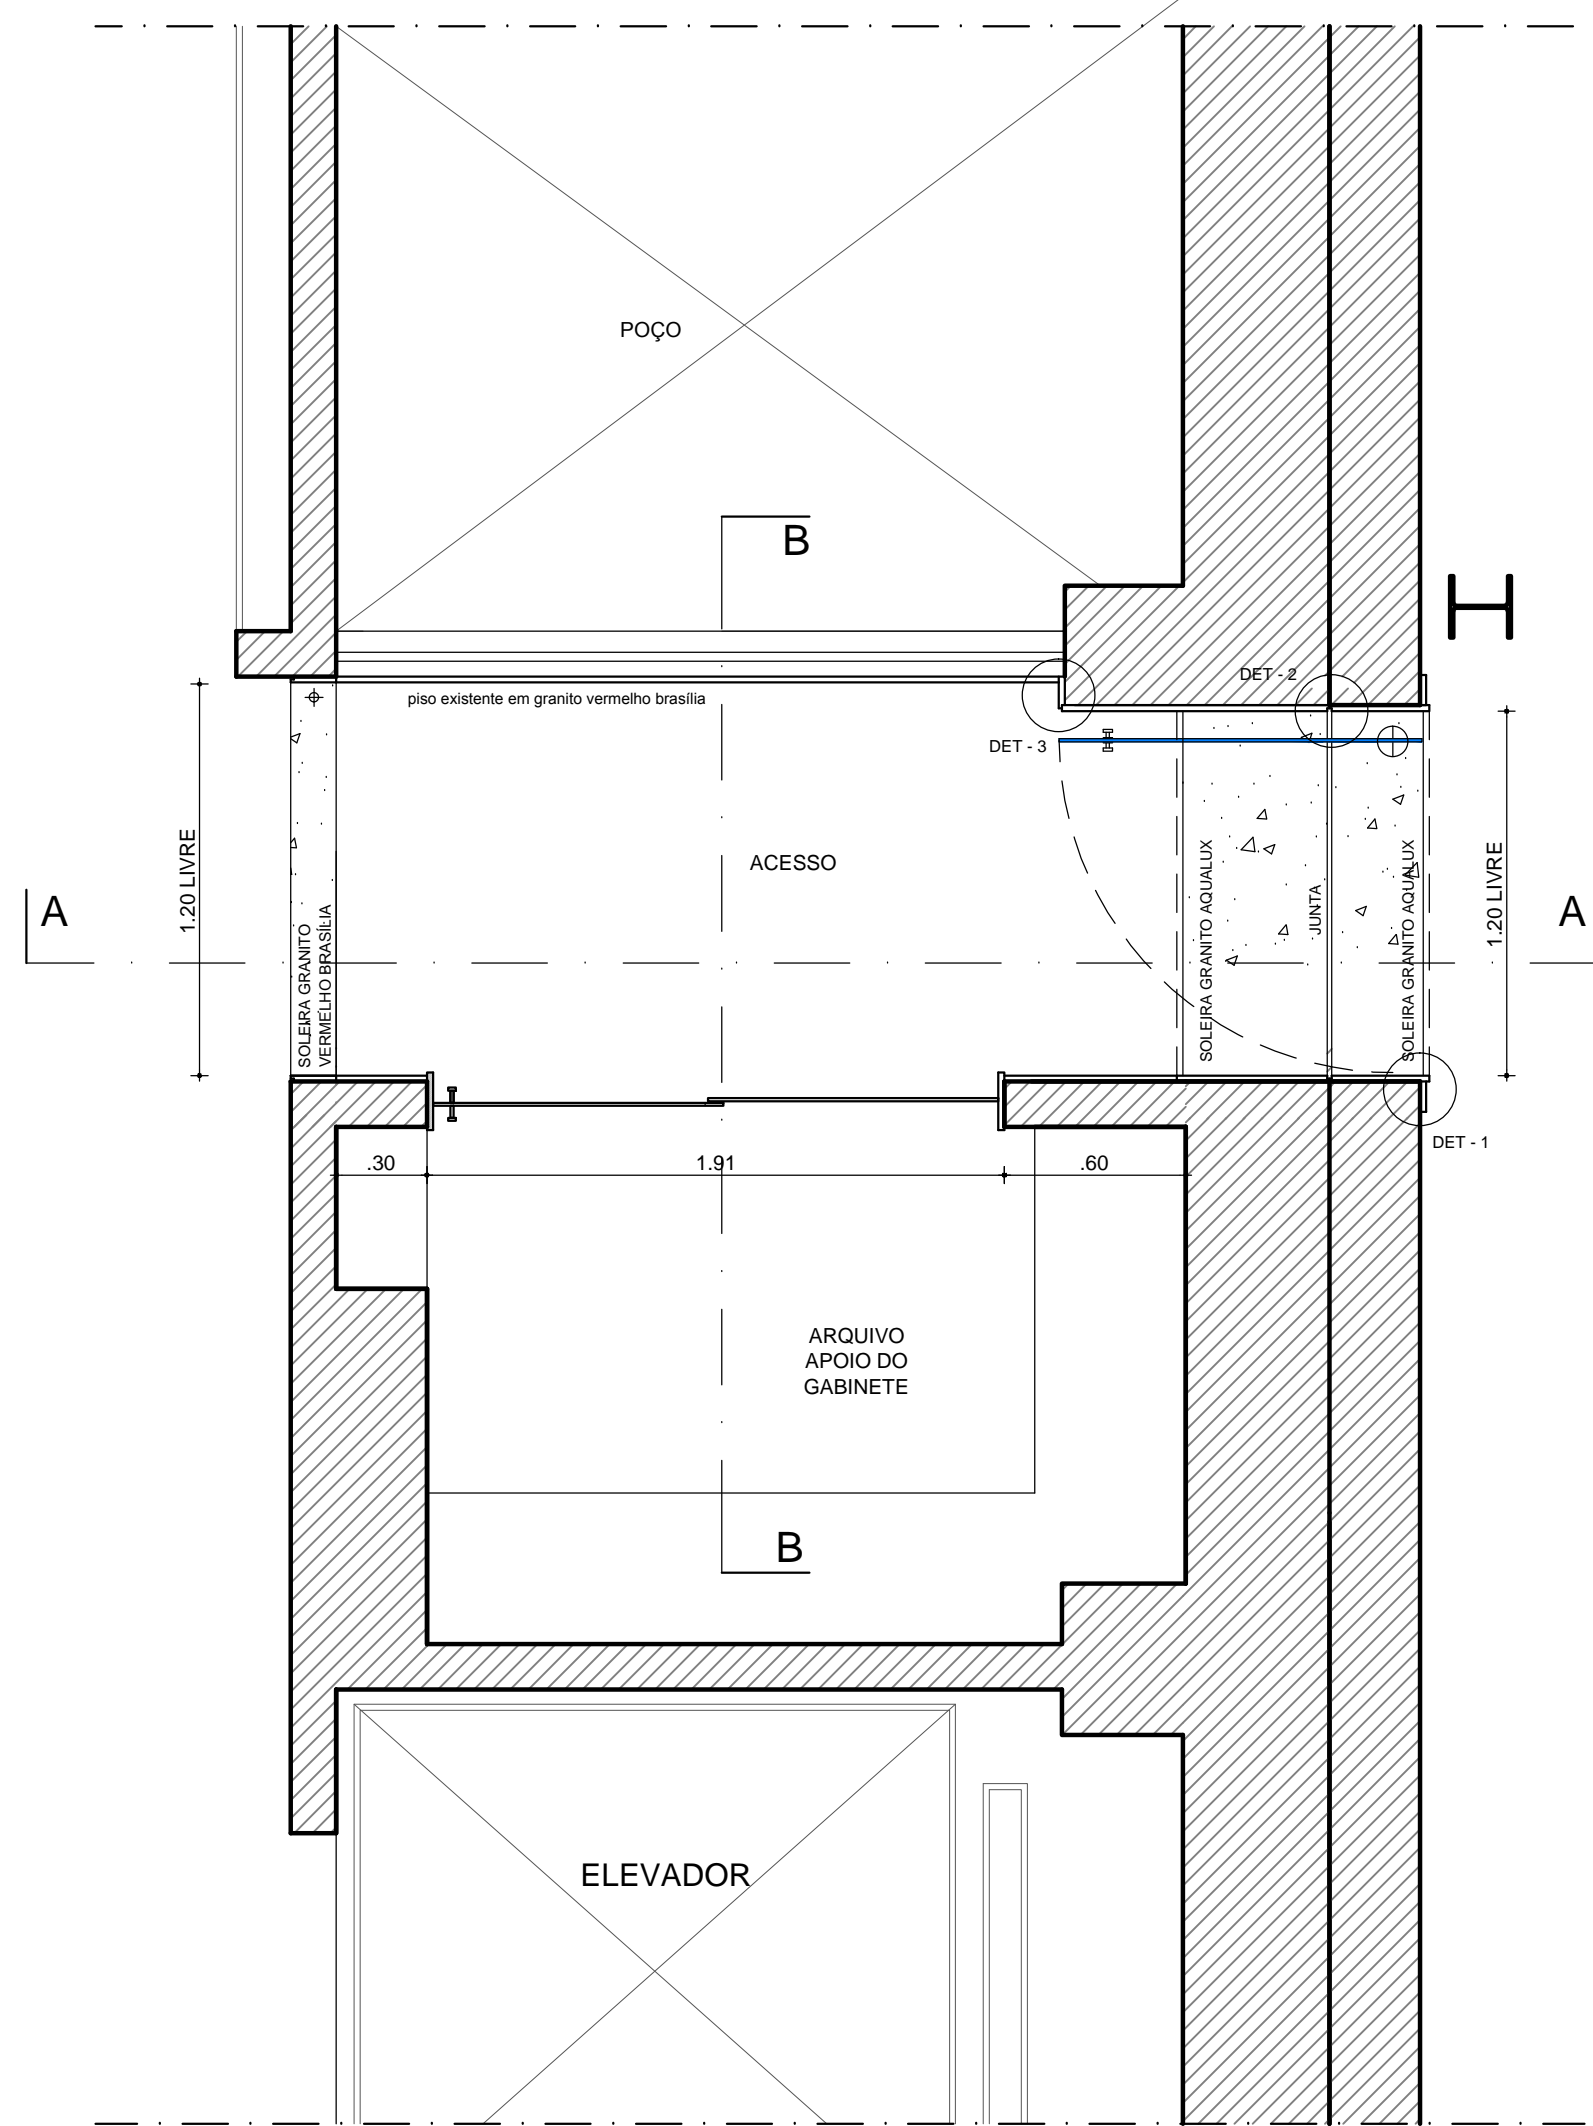 POÇO
B
DET - 2
piso existente em granito vermelho brasília
DET - 3
1.20 LIVRE
ACESSO
SOLEIRA GRANITO AQUALUX
JUNTA
SOLEIRA GRANITO AQUALUX
1.20 LIVRE
A
A
SOLEIRA GRANITO
VERMELHO BRASÍLIA
DET - 1
.30
1.91
.60
ARQUIVO
APOIO DO
GABINETE
B
ELEVADOR